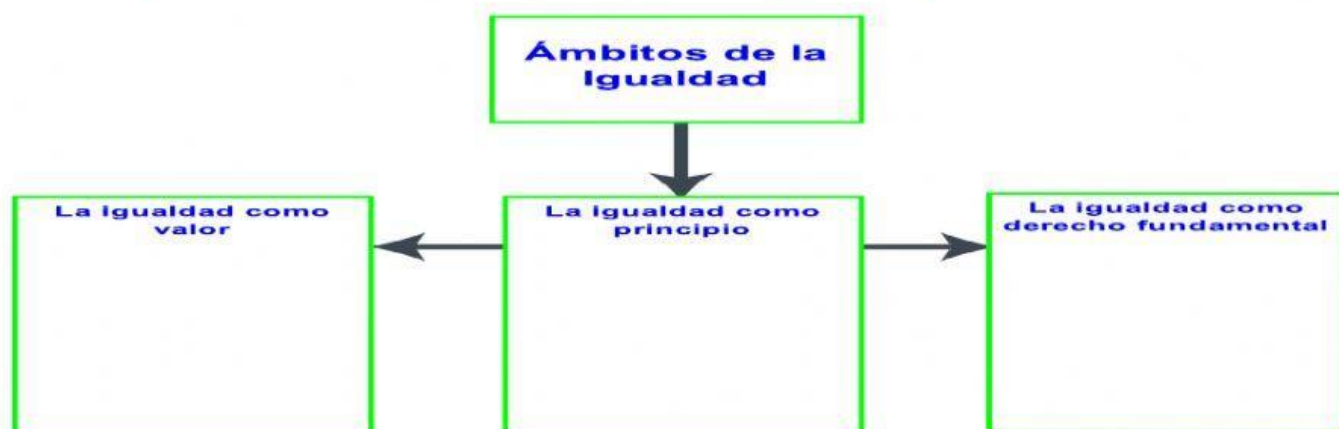 Ámbitos de la
Igualdad
La igualdad como
valor
La igualdad como
principio
La igualdad como
derecho fundamental